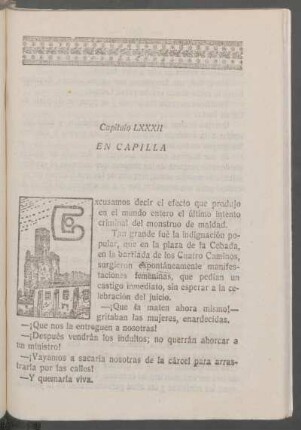 Capítulo LXXXII
EN CAPILLA
E
xcusamos decir el efecto que produjo
en el mundo entero el último intento
criminal del monstruo de maldad.
Tan grande fué la indignación po-
pular, que en la plaza de la Cebada,
en la barriada de los Cuatro Caminos,
surgieron espontáneamente manifes-
taciones femeninas, que pedían un
castigo inmediato, sin esperar a la ce-
lebración del juicio.
—¡Que la maten ahora mismo!—
gritaban las mujeres, enardecidas.
—¡Que nos la entreguen a nosotras!
—¡Después vendrán los indultos; no querrán ahorcar a
un ministro!
—¡Vayamos a sacarla nosotras de la cárcel para arras-
trarla por las calles!
—Y quemarla viva.